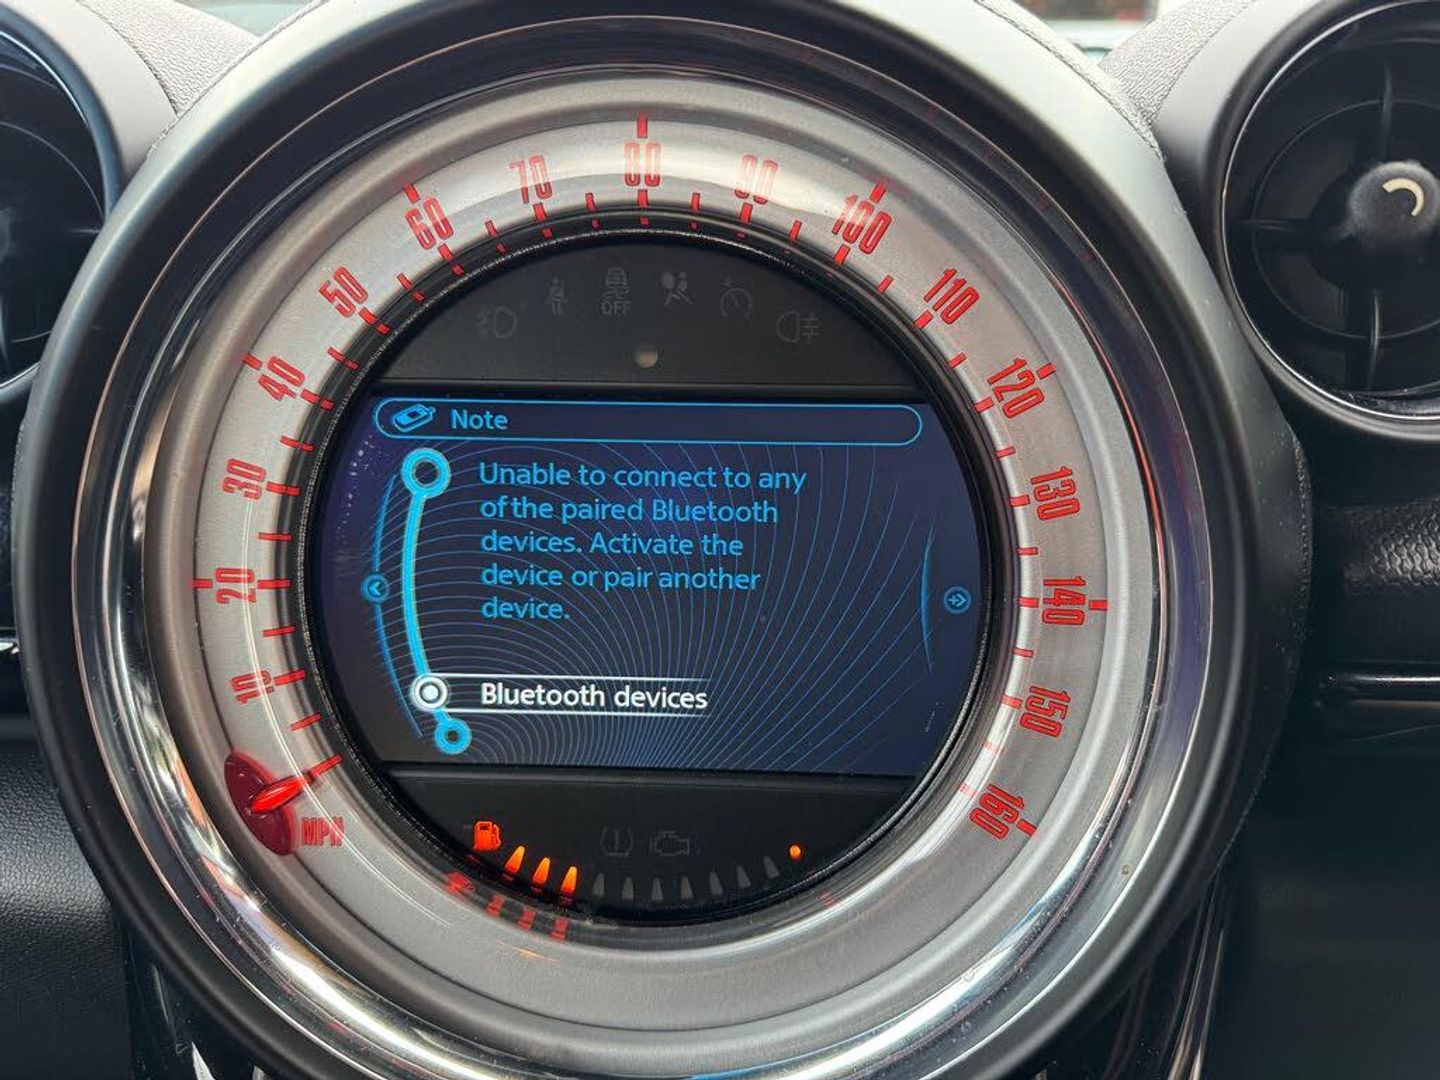 10
20
30
40
50
60
70
80
90
100
110
120
130
140
150
160
MPH
OFF
Note
Unable to connect to any
of the paired Bluetooth
devices. Activate the
device or pair another
device.
Bluetooth devices